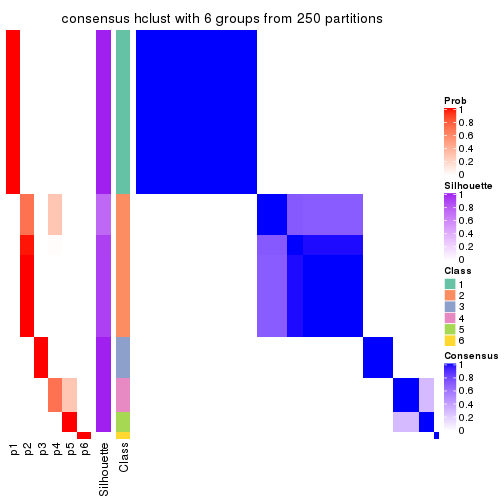 consensus hclust with 6 groups from 250 partitions
Prob
1
0.8
0.6
0.4
0.2
0
Silhouette
1
0.8
0.6
0.4
0.2
0
Class
1
2
3
4
5
6
Consensus
1
0.8
0.6
0.4
0.2
0
p1
p2
p3
p4
p5
p6
Silhouette
Class